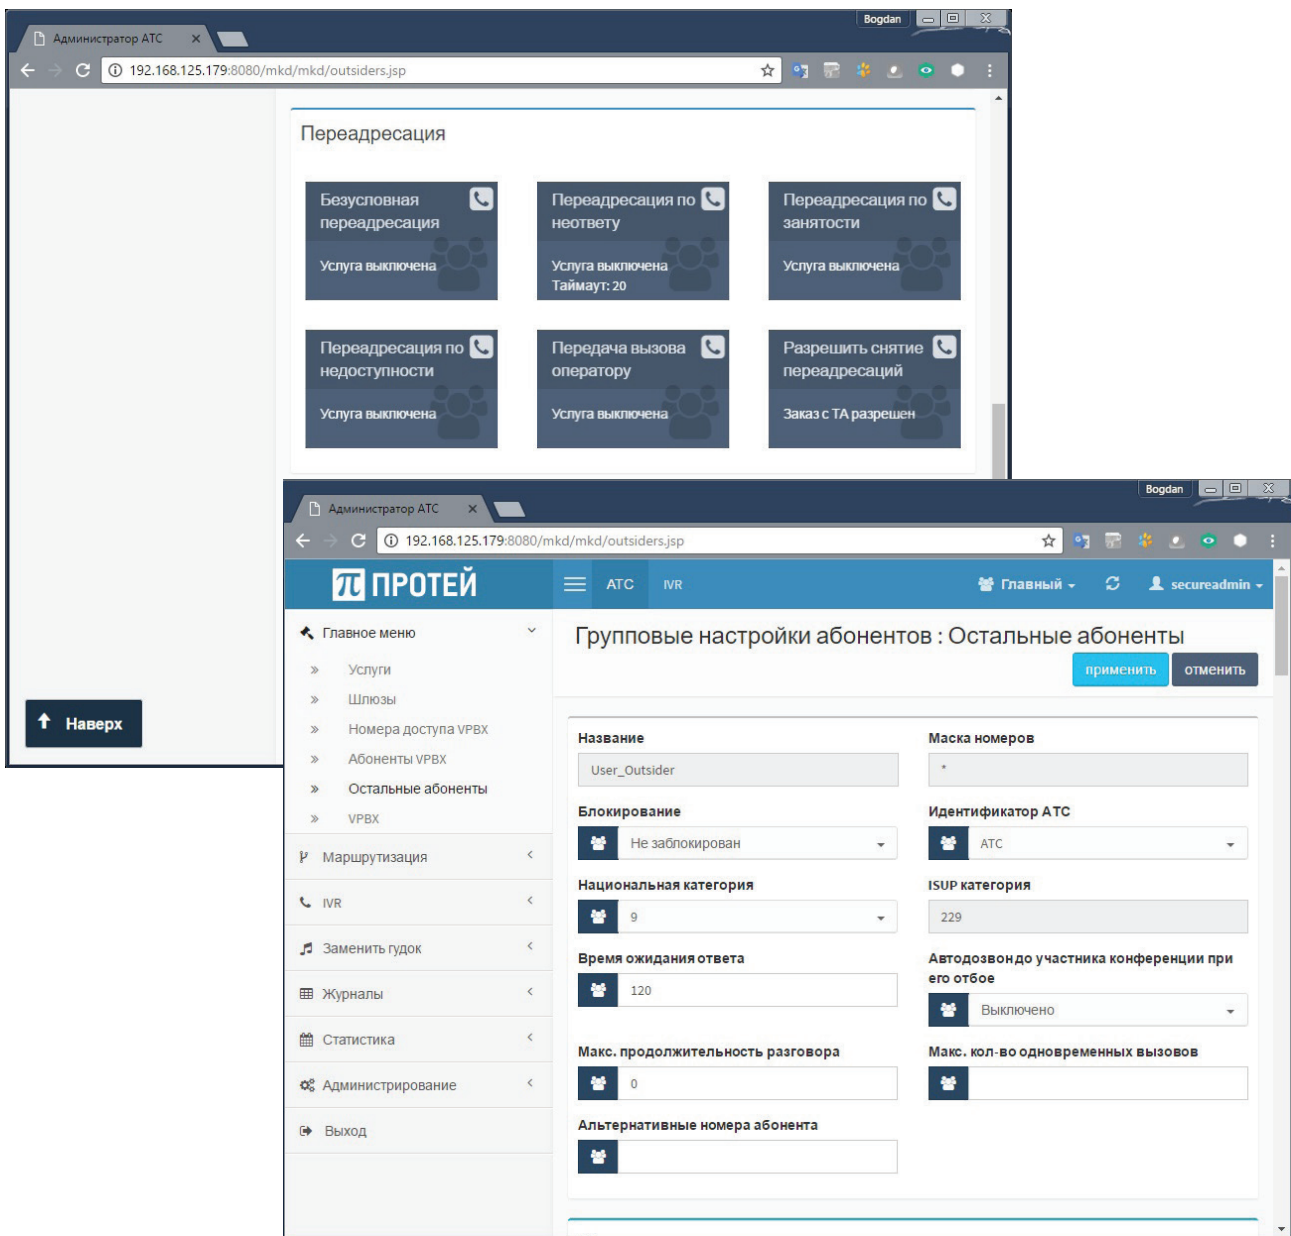 Bogdan
Администратор АТС
192.168.125.179:8080/mkd/mkd/outsiders.jsp
Переадресация
Безусловная
переадресация
Услуга выключена
Переадресация по
неответу
Услуга выключена
Таймаут: 20
Переадресация по
занятости
Услуга выключена
Переадресация по
недоступности
Услуга выключена
Передача вызова
оператору
Услуга выключена
Разрешить снятие
переадресаций
Заказ с ТА разрешен
Наверх
Bogdan
Администратор АТС
192.168.125.179:8080/mkd/mkd/outsiders.jsp
ПРОТЕЙ
АТС
IVR
Главный
secureadmin
Главное меню
Услуги
Шлюзы
Номера доступа VPBX
Абоненты VPBX
Остальные абоненты
VPBX
Маршрутизация
IVR
Заменить гудок
Журналы
Статистика
Администрирование
Выход
Групповые настройки абонентов : Остальные абоненты
применить
отменить
Название
User_Outsider
Маска номеров
*
Блокирование
Не заблокирован
Идентификатор АТС
АТС
Национальная категория
9
ISUP категория
229
Время ожидания ответа
120
Автодозвон до участника конференции при
его отбое
Выключено
Макс. продолжительность разговора
0
Макс. кол-во одновременных вызовов
Альтернативные номера абонента